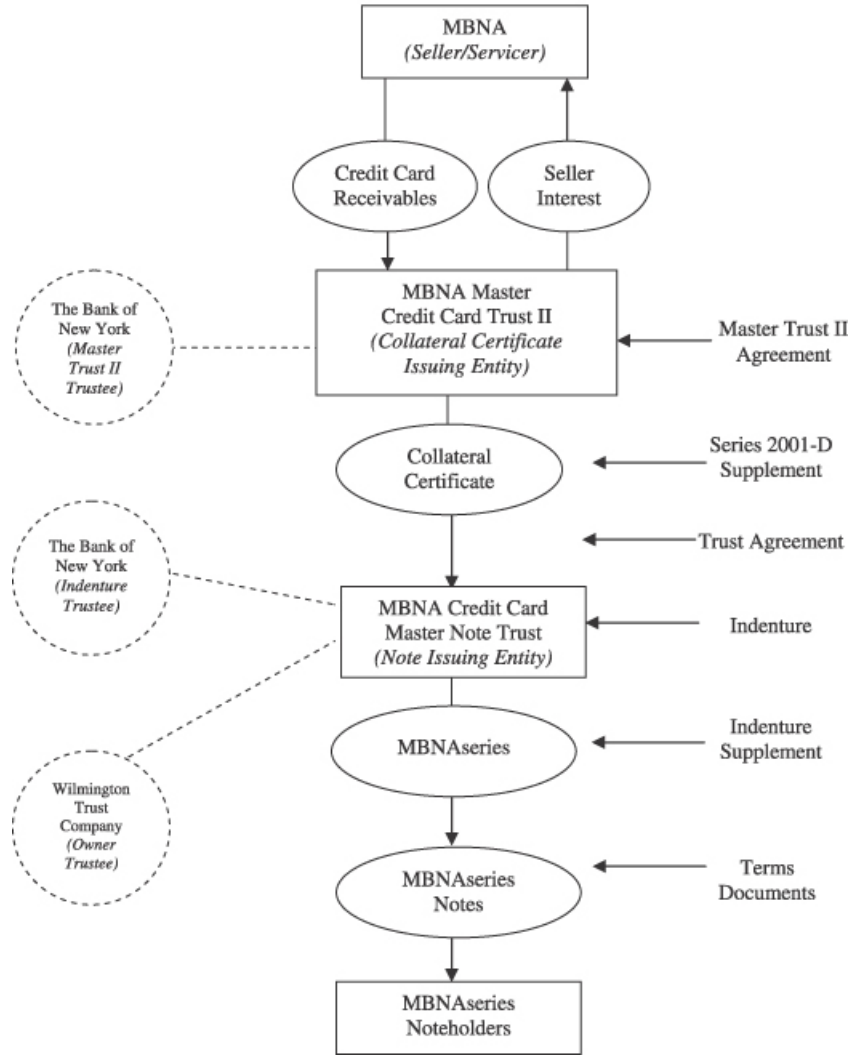 MBNA
(Seller/Servicer)
Credit Card
Receivables
Seller
Interest
The Bank of
New York
(Master
Trust II
Trustee)
MBNA Master
Credit Card Trust II
(Collateral Certificate
Issuing Entity)
Master Trust II
Agreement
Collateral
Certificate
Series 2001-D
Supplement
Trust Agreement
The Bank of
New York
(Indenture
Trustee)
MBNA Credit Card
Master Note Trust
(Note Issuing Entity)
Indenture
MBNAseries
Indenture
Supplement
Wilmington
Trust
Company
(Owner
Trustee)
MBNAseries
Notes
Terms
Documents
MBNAseries
Noteholders